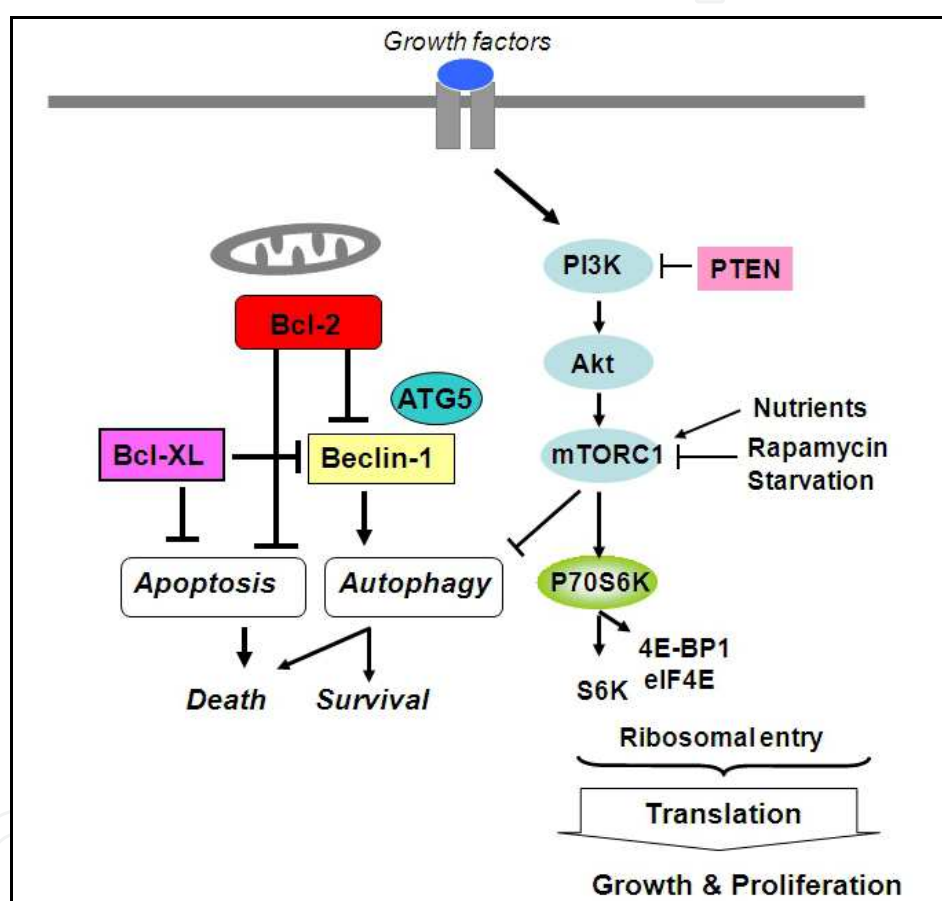 Growth factors
PI3K
PTEN
Bcl-2
Akt
ATG5
Nutrients
Bcl-XL
Beclin-1
mTORC1
Rapamycin
Starvation
Apoptosis
Autophagy
P70S6K
4E-BP1
eIF4E
S6K
Death
Survival
Ribosomal entry
Translation
Growth & Proliferation